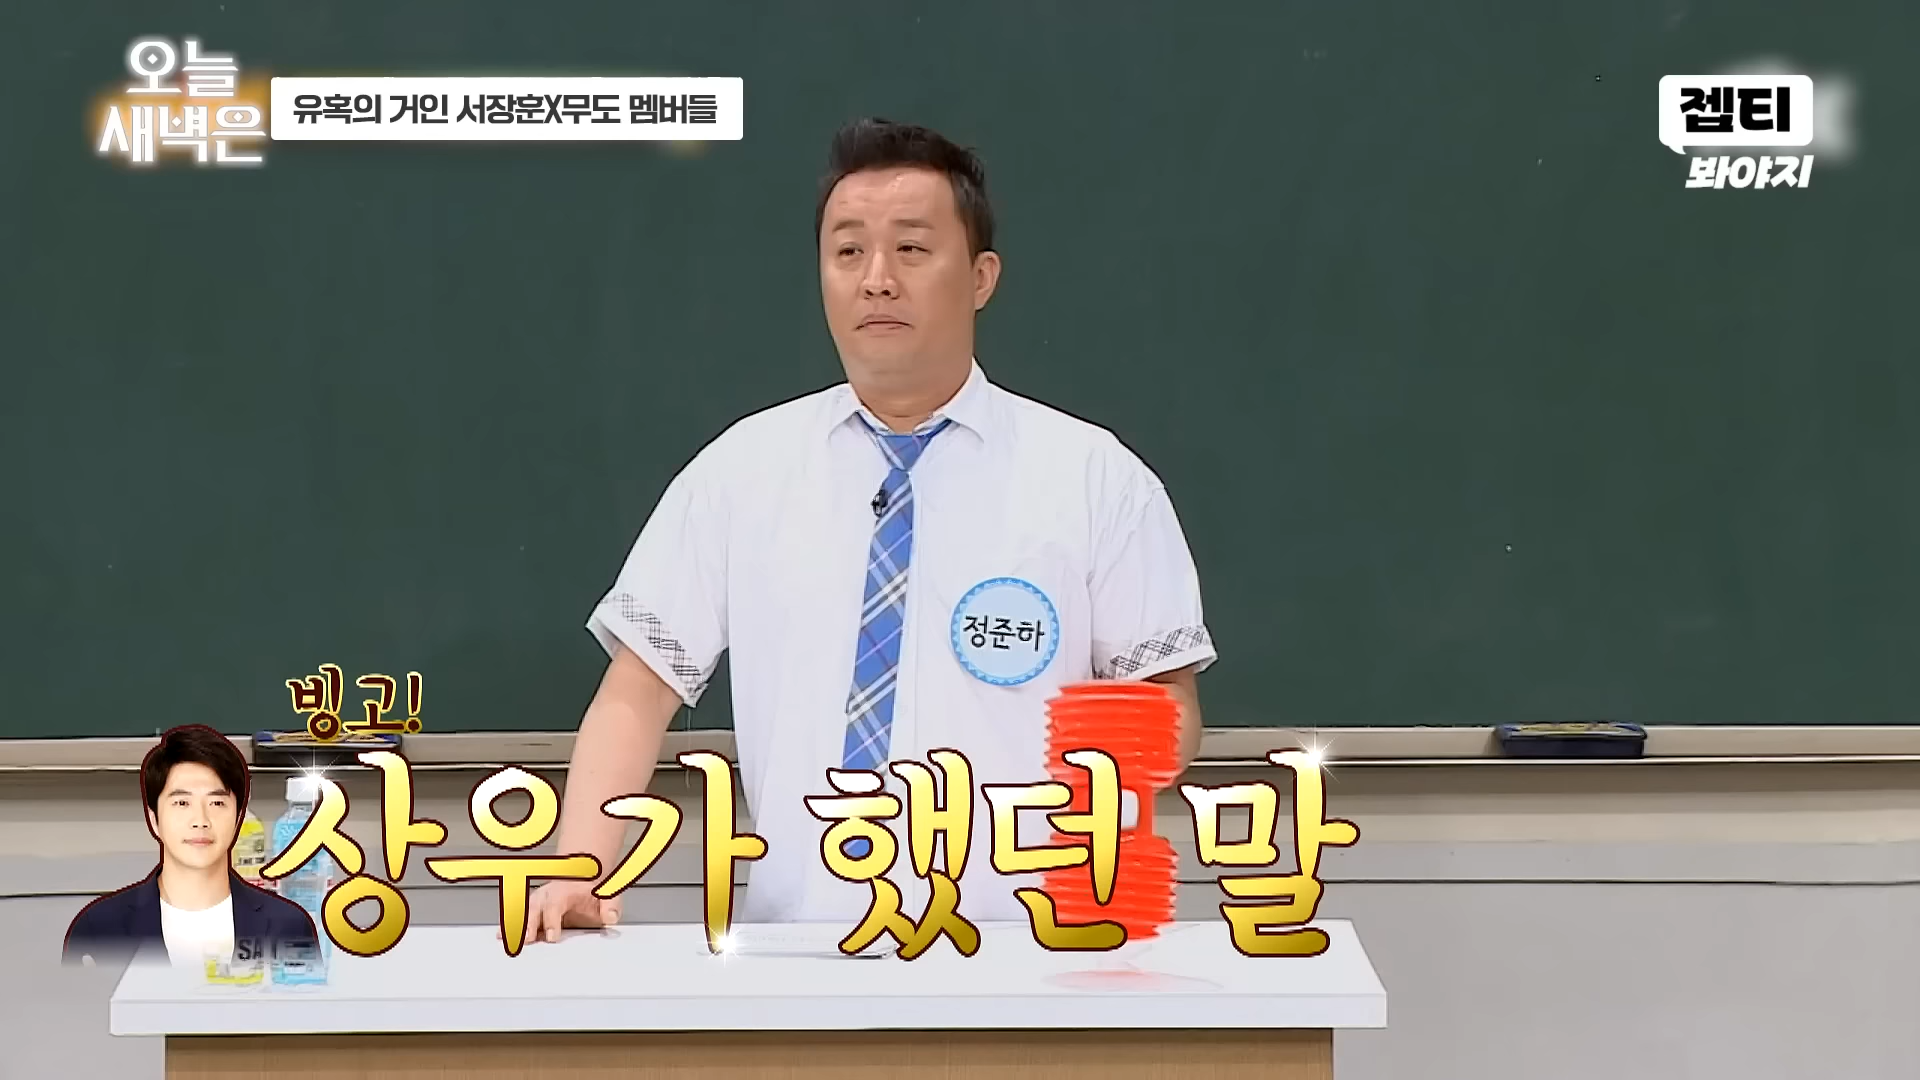 오늘
새벽은
유혹의 거인 서장훈X무도 멤버들
젭티
봐야지
정준하
빙고!
상우가 했던 말
SA